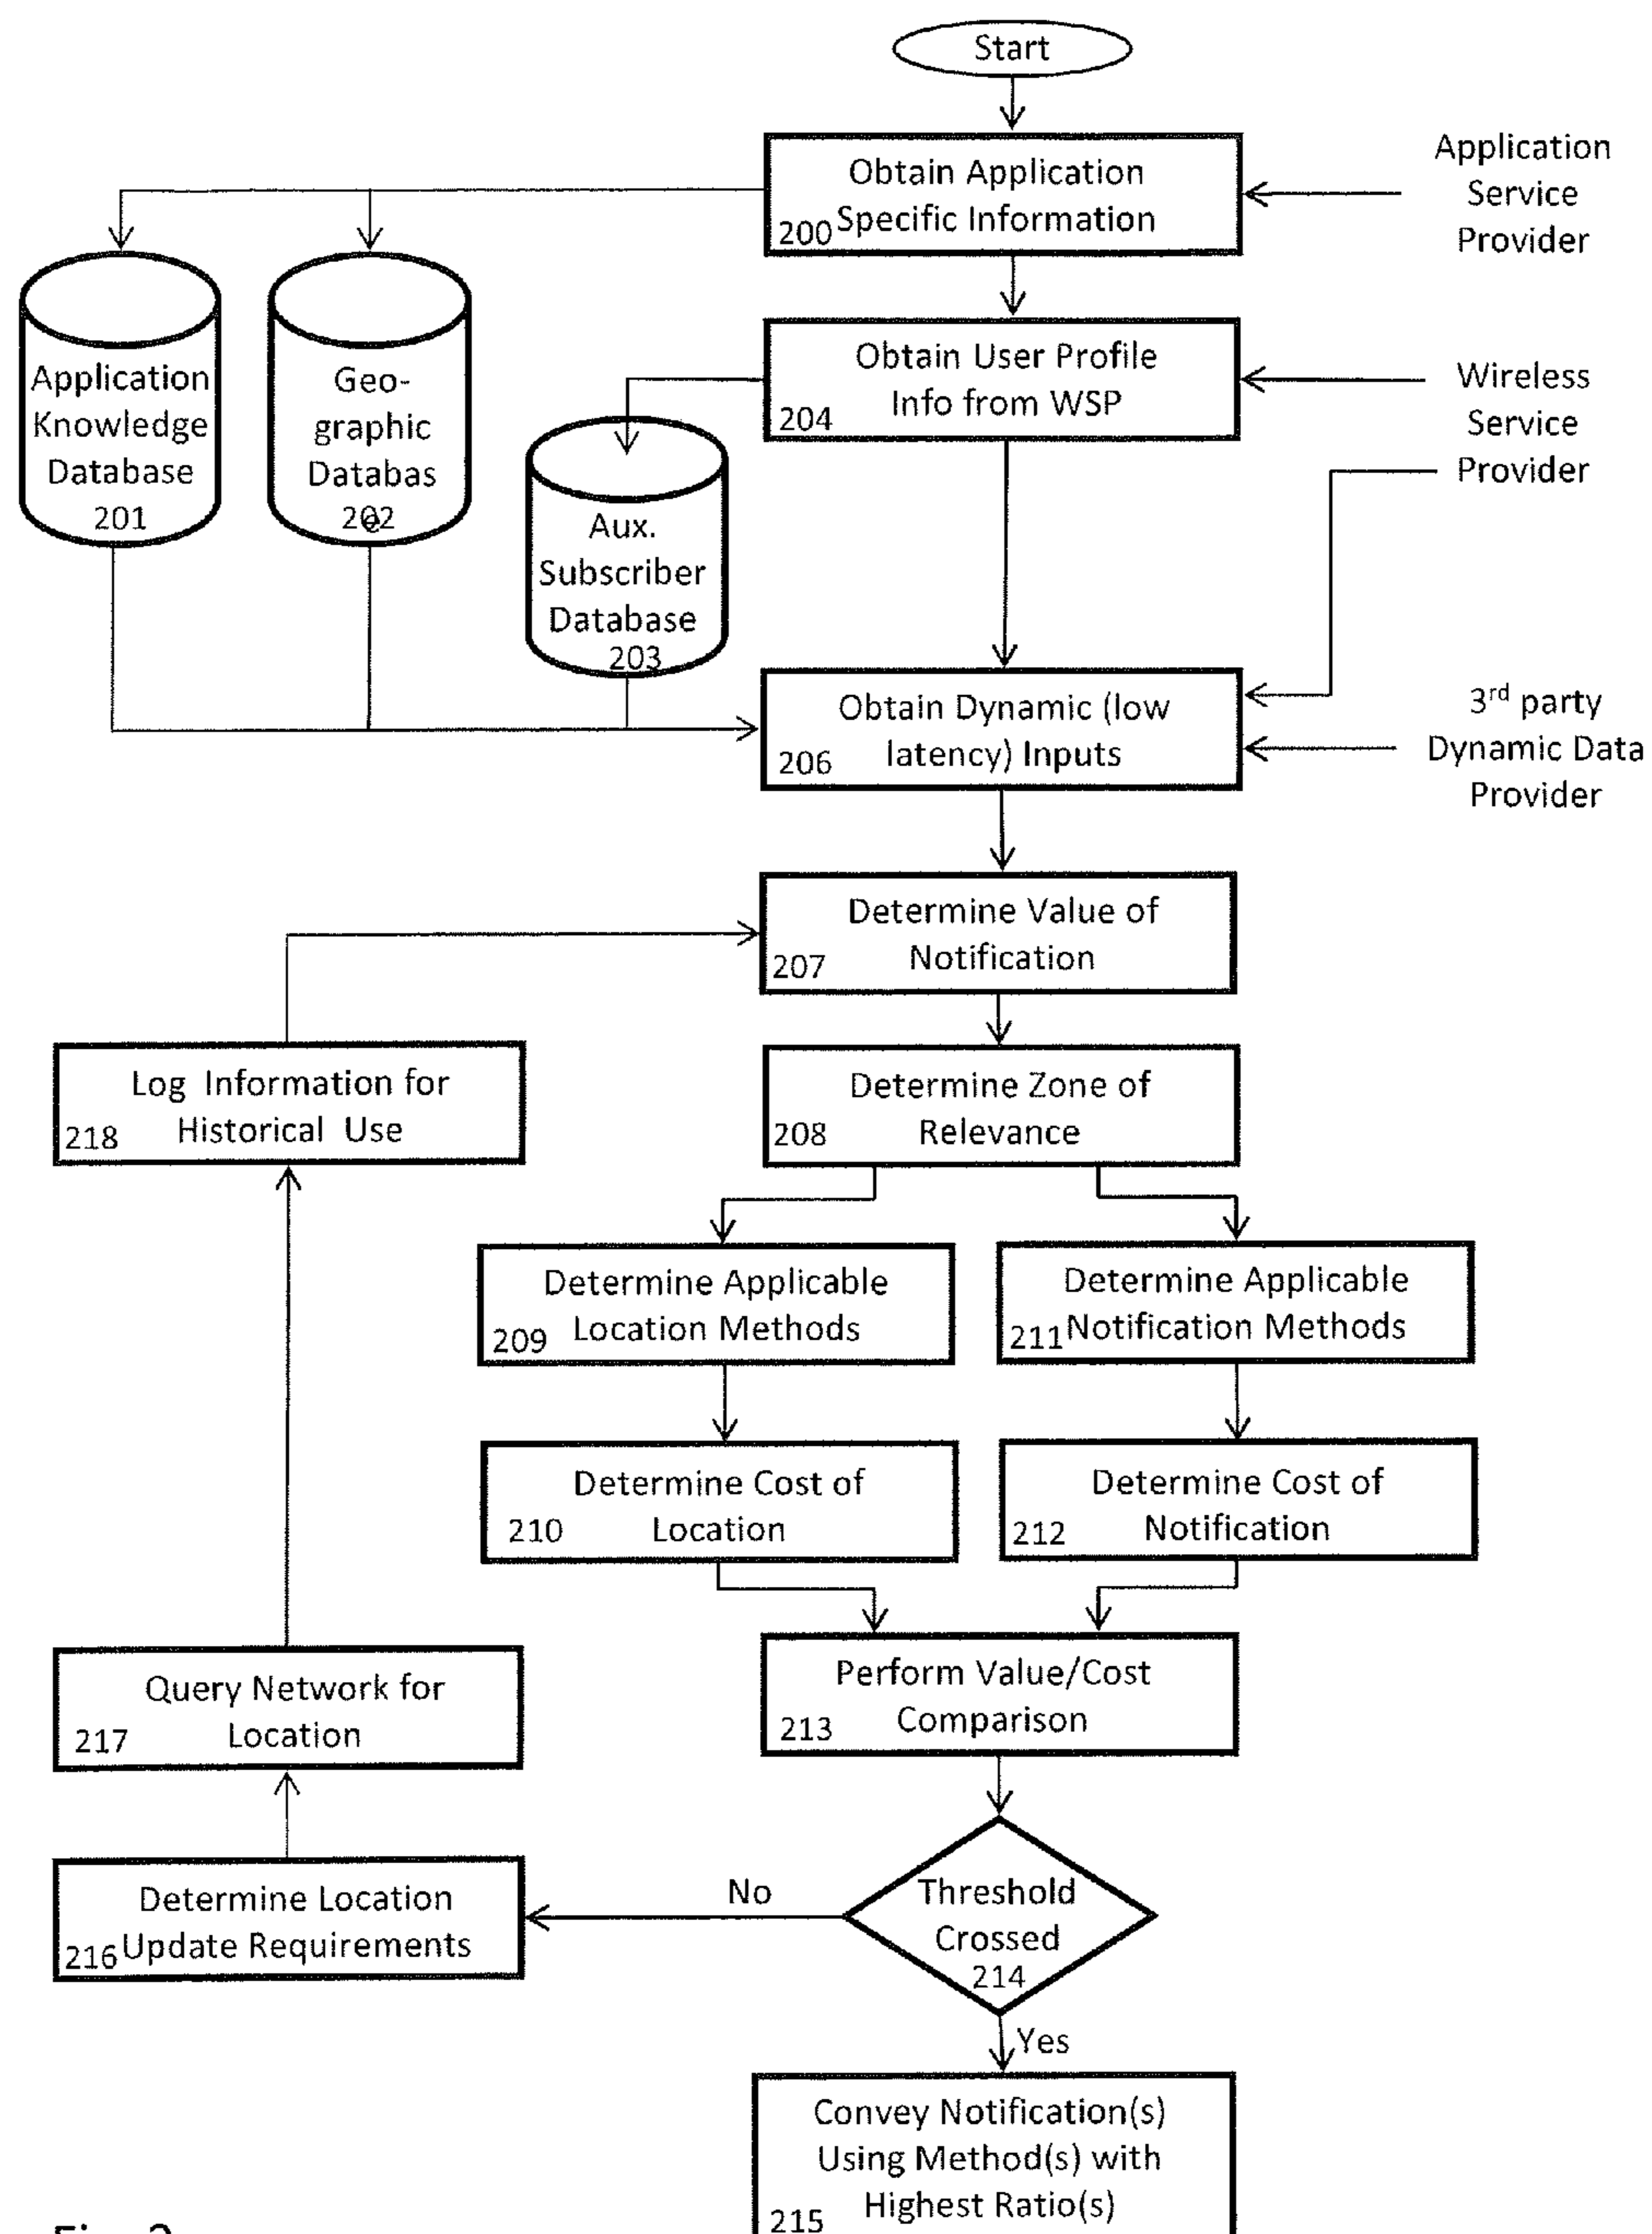 Start
Obtain Application
Specific Information
200
Application
Service
Provider
Obtain User Profile
Info from WSP
204
Wireless
Service
Provider
Application
Knowledge
Database
201
Geo-
graphic
Databas
e
202
Aux.
Subscriber
Database
203
Obtain Dynamic (low
latency) Inputs
206
3rd party
Dynamic Data
Provider
Determine Value of
Notification
207
Log Information for
Historical Use
218
Determine Zone of
Relevance
208
Determine Applicable
Location Methods
209
Determine Applicable
Notification Methods
211
Determine Cost of
Location
210
Determine Cost of
Notification
212
Query Network for
Location
217
Perform Value/Cost
Comparison
213
Determine Location
Update Requirements
216
No
Threshold
Crossed
214
Yes
Convey Notification(s)
Using Method(s) with
Highest Ratio(s)
215
Fig. 2